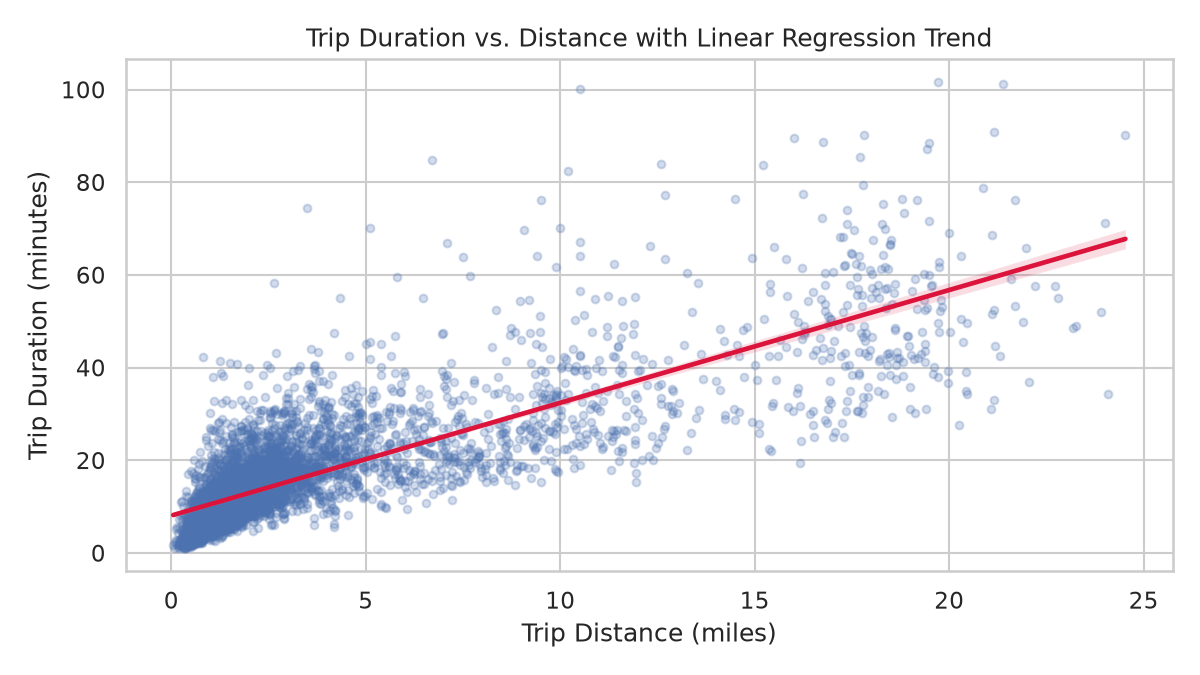 Trip Duration vs. Distance with Linear Regression Trend
Trip Duration (minutes)
100
80
60
40
20
0
0 5 10 15 20 25
Trip Distance (miles)